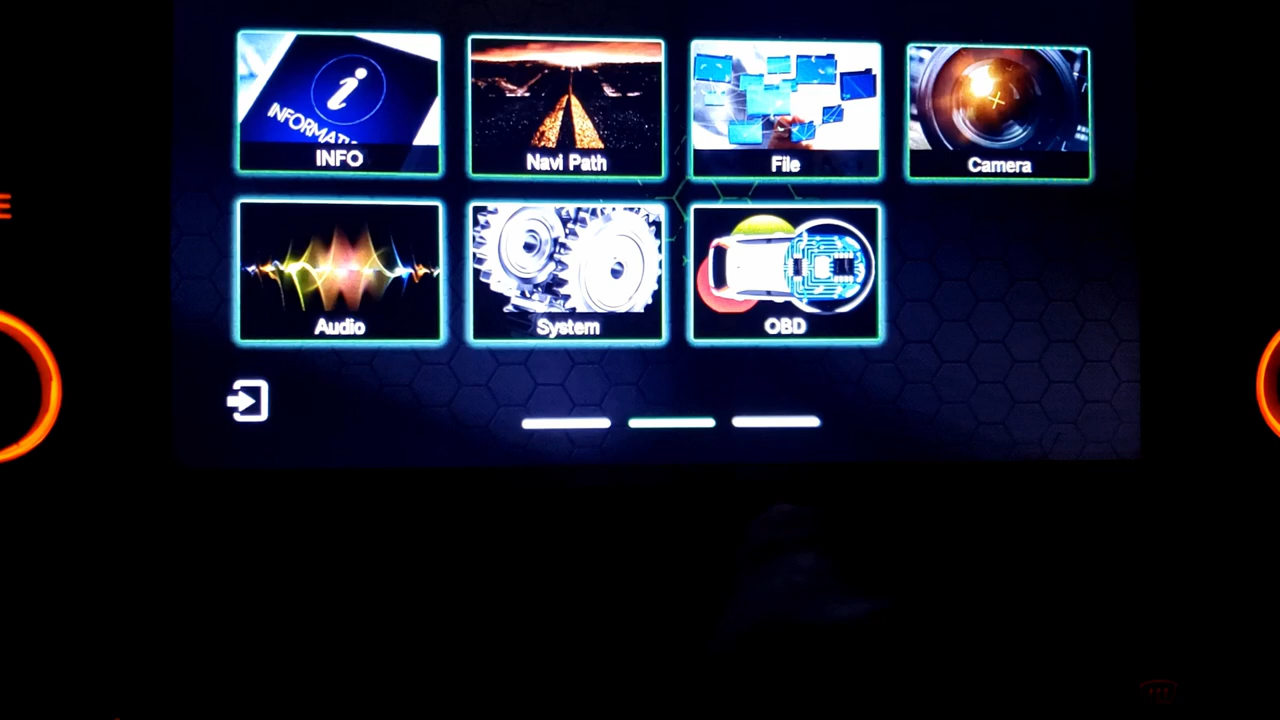 INFORMATI
INFO
Navi Path
File
Camera
Audio
System
OBD
E